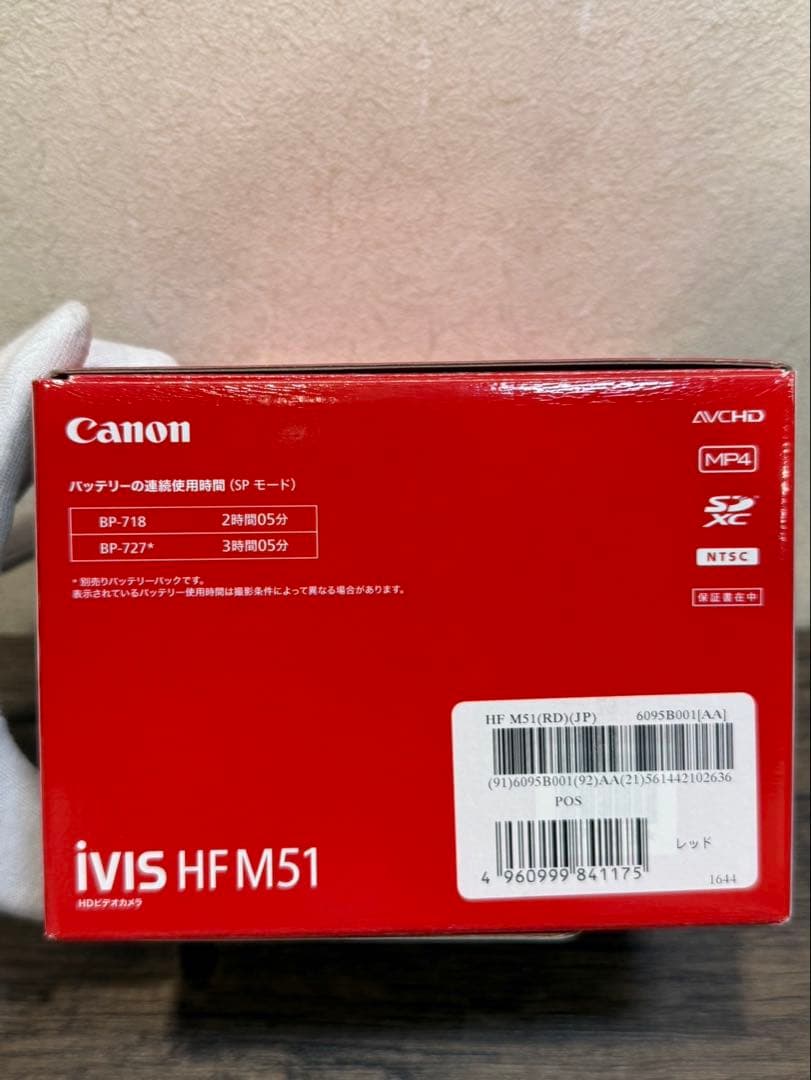 Canon
AVCHD
MP4
SD XC™
NTSC
保証書在中
バッテリーの連続使用時間（SP モード）
BP-718 2時間05分
BP-727* 3時間05分
* 別売りバッテリーパックです。
表示されているバッテリー使用時間は撮影条件によって異なる場合があります。
HF M51(RD)(JP) 6095B001[AA]
(91)6095B001(92)AA(21)561442102636
POS
4 960999 841175
レッド
1644
iVIS HF M51
HDビデオカメラ